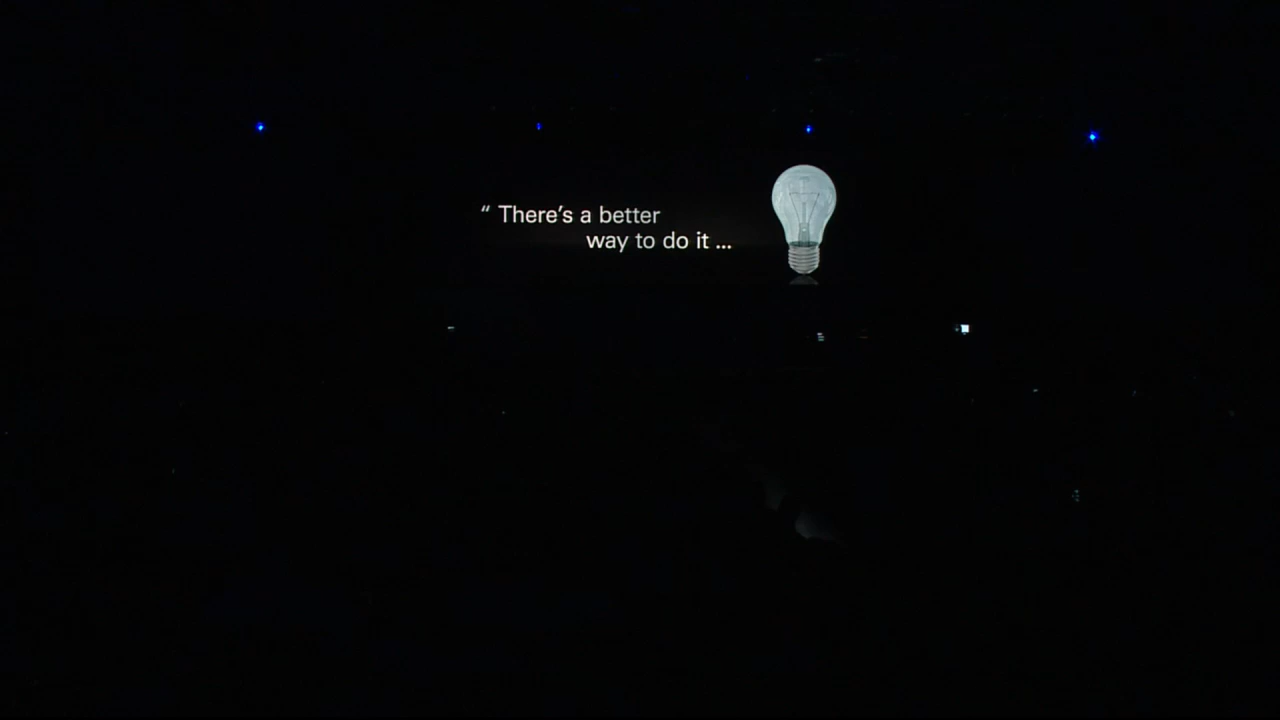 “ There's a better
way to do it ...